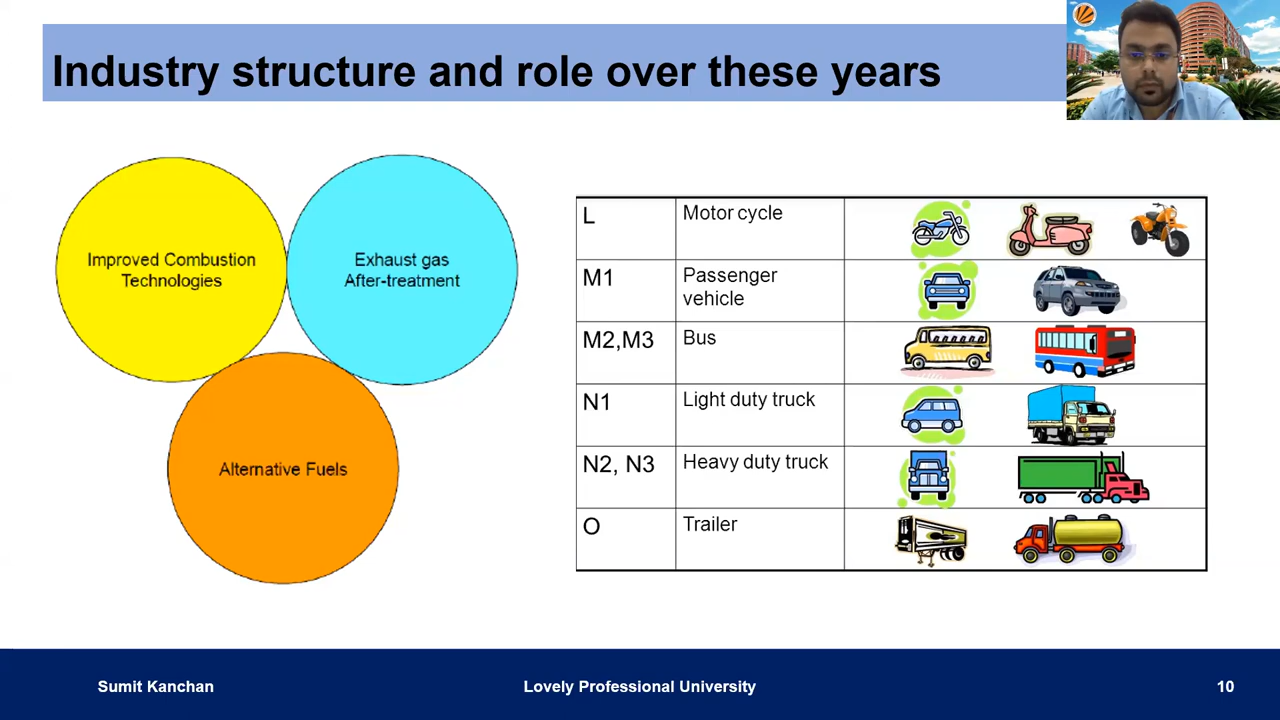 Industry structure and role over these years
Improved Combustion
Technologies
Exhaust gas
After-treatment
Alternative Fuels
L Motor cycle
M1 Passenger
vehicle
M2,M3 Bus
N1 Light duty truck
N2, N3 Heavy duty truck
O Trailer
Sumit Kanchan Lovely Professional University 10